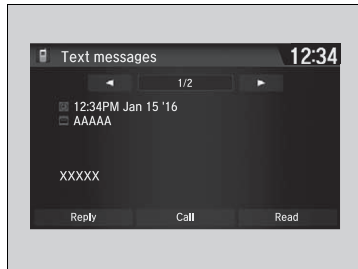 Text messages 12:34
1/2
12:34PM Jan 15 '16
AAAAA
XXXXX
Reply Call Read